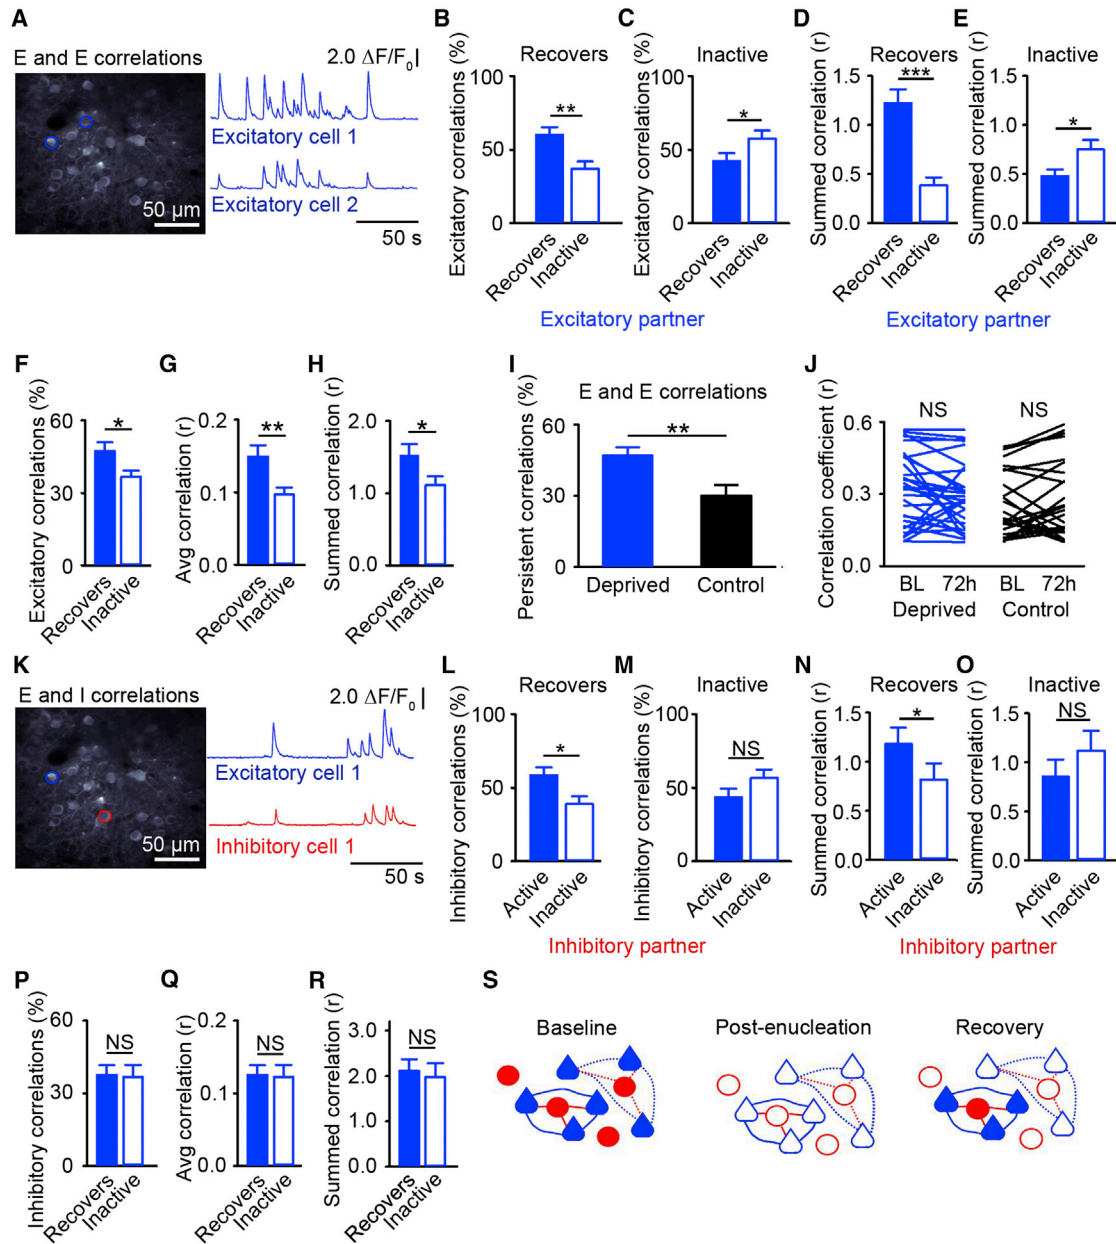 A
E and E correlations
2.0 ΔF/F0
Excitatory cell 1
Excitatory cell 2
50 µm
50 s
B
Recovers
Excitatory correlations (%)
100
50
0
**
Recovers
Inactive
C
Inactive
Excitatory correlations (%)
100
50
0
*
Recovers
Inactive
Excitatory partner
D
Recovers
Summed correlation (r)
1.5
1.0
0.5
0.0
***
Recovers
Inactive
E
Inactive
Summed correlation (r)
1.5
1.0
0.5
0.0
*
Recovers
Inactive
Excitatory partner
F
Excitatory correlations (%)
60
30
0
*
Recovers
Inactive
G
Avg correlation (r)
0.2
0.1
0.0
**
Recovers
Inactive
H
Summed correlation (r)
2.0
1.0
0.0
*
Recovers
Inactive
I
E and E correlations
Persistent correlations (%)
60
30
0
**
Deprived
Control
J
Correlation coefficient (r)
0.6
0.3
0.0
NS
NS
BL 72h
BL 72h
Deprived
Control
K
E and I correlations
2.0 ΔF/F0
Excitatory cell 1
Inhibitory cell 1
50 µm
50 s
L
Recovers
Inhibitory correlations (%)
100
50
0
*
Active
Inactive
M
Inactive
Inhibitory correlations (%)
100
50
0
NS
Active
Inactive
Inhibitory partner
N
Recovers
Summed correlation (r)
1.5
1.0
0.5
0.0
*
Active
Inactive
O
Inactive
Summed correlation (r)
1.5
1.0
0.5
0.0
NS
Active
Inactive
Inhibitory partner
P
Inhibitory correlations (%)
60
30
0
NS
Recovers
Inactive
Q
Avg correlation (r)
0.2
0.1
0.0
NS
Recovers
Inactive
R
Summed correlation (r)
3.0
2.0
1.0
0.0
NS
Recovers
Inactive
S
Baseline
Post-enucleation
Recovery